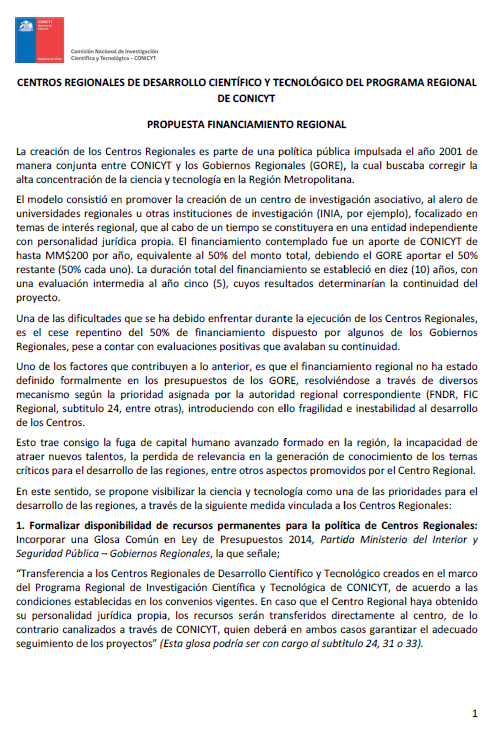 CONICYT
Comisión Nacional de Investigación
Científica y Tecnológica – CONICYT
CENTROS REGIONALES DE DESARROLLO CIENTÍFICO Y TECNOLÓGICO DEL PROGRAMA REGIONAL
DE CONICYT
PROPUESTA FINANCIAMIENTO REGIONAL
La creación de los Centros Regionales es parte de una política pública impulsada el año 2001 de
manera conjunta entre CONICYT y los Gobiernos Regionales (GORE), la cual buscaba corregir la
alta concentración de la ciencia y tecnología en la Región Metropolitana.
El modelo consistió en promover la creación de un centro de investigación asociativo, al alero de
universidades regionales u otras instituciones de investigación (INIA, por ejemplo), focalizado en
temas de interés regional, que al cabo de un tiempo se constituyera en una entidad independiente
con personalidad jurídica propia. El financiamiento contemplado fue un aporte de CONICYT de
hasta MM$200 por año, equivalente al 50% del monto total, debiendo el GORE aportar el 50%
restante (50% cada uno). La duración total del financiamiento se estableció en diez (10) años, con
una evaluación intermedia al año cinco (5), cuyos resultados determinarían la continuidad del
proyecto.
Una de las dificultades que se ha debido enfrentar durante la ejecución de los Centros Regionales,
es el cese repentino del 50% de financiamiento dispuesto por algunos de los Gobiernos
Regionales, pese a contar con evaluaciones positivas que avalaban su continuidad.
Uno de los factores que contribuyen a lo anterior, es que el financiamiento regional no ha estado
definido formalmente en los presupuestos de los GORE, resolviéndose a través de diversos
mecanismo según la prioridad asignada por la autoridad regional correspondiente (FNDR, FIC
Regional, subtitulo 24, entre otras), introduciendo con ello fragilidad e inestabilidad al desarrollo
de los Centros.
Esto trae consigo la fuga de capital humano avanzado formado en la región, la incapacidad de
atraer nuevos talentos, la perdida de relevancia en la generación de conocimiento de los temas
críticos para el desarrollo de las regiones, entre otros aspectos promovidos por el Centro Regional.
En este sentido, se propone visibilizar la ciencia y tecnología como una de las prioridades para el
desarrollo de las regiones, a través de la siguiente medida vinculada a los Centros Regionales:
1. Formalizar disponibilidad de recursos permanentes para la política de Centros Regionales:
Incorporar una Glosa Común en Ley de Presupuestos 2014, Partida Ministerio del Interior y
Seguridad Pública – Gobiernos Regionales, la que señale;
“Transferencia a los Centros Regionales de Desarrollo Científico y Tecnológico creados en el marco
del Programa Regional de Investigación Científica y Tecnológica de CONICYT, de acuerdo a las
condiciones establecidas en los convenios vigentes. En caso que el Centro Regional haya obtenido
su personalidad jurídica propia, los recursos serán transferidos directamente al centro, de lo
contrario canalizados a través de CONICYT, quien deberá en ambos casos garantizar el adecuado
seguimiento de los proyectos” (Esta glosa podría ser con cargo al subtitulo 24, 31 o 33).
1